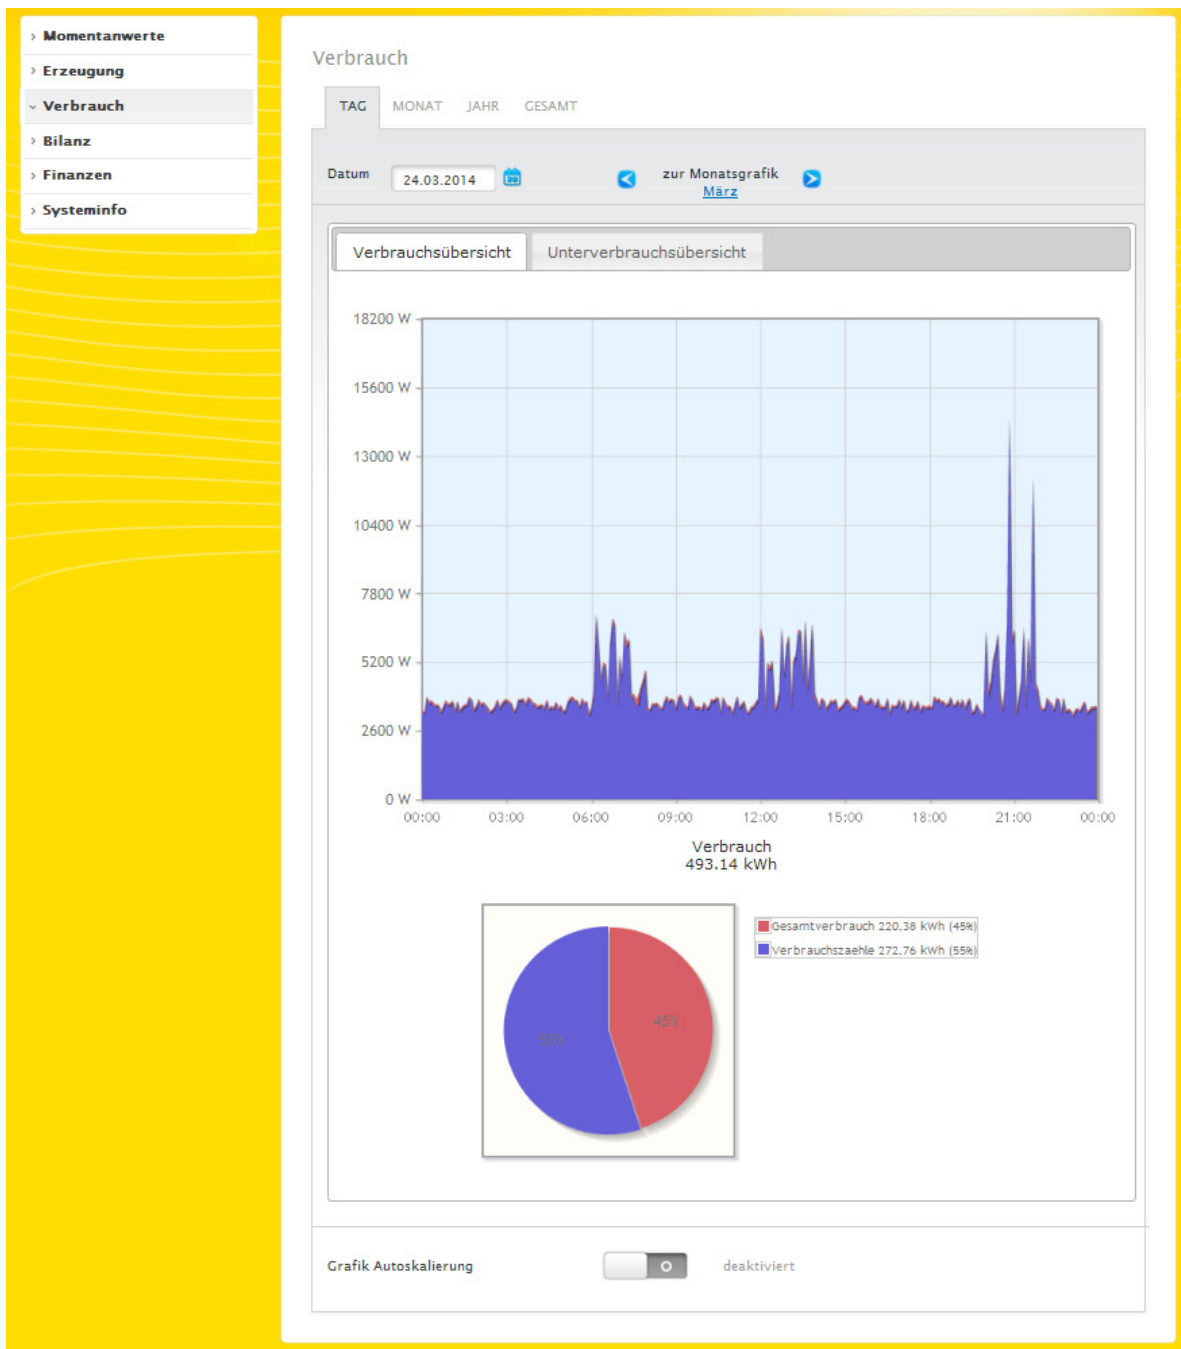 Momentanwerte
Erzeugung
Verbrauch
Bilanz
Finanzen
Systeminfo
Verbrauch
TAG MONAT JAHR GESAMT
Datum 24.03.2014 zur Monatsgrafik
März
Verbrauchsübersicht Unterverbrauchsübersicht
18200 W
15600 W
13000 W
10400 W
7800 W
5200 W
2600 W
0 W
00:00 03:00 06:00 09:00 12:00 15:00 18:00 21:00 00:00
Verbrauch
493.14 kWh
Gesamtverbrauch 220.38 kWh (45%)
Verbrauchszaehle 272.76 kWh (55%)
45%
55%
Grafik Autoskalierung deaktiviert